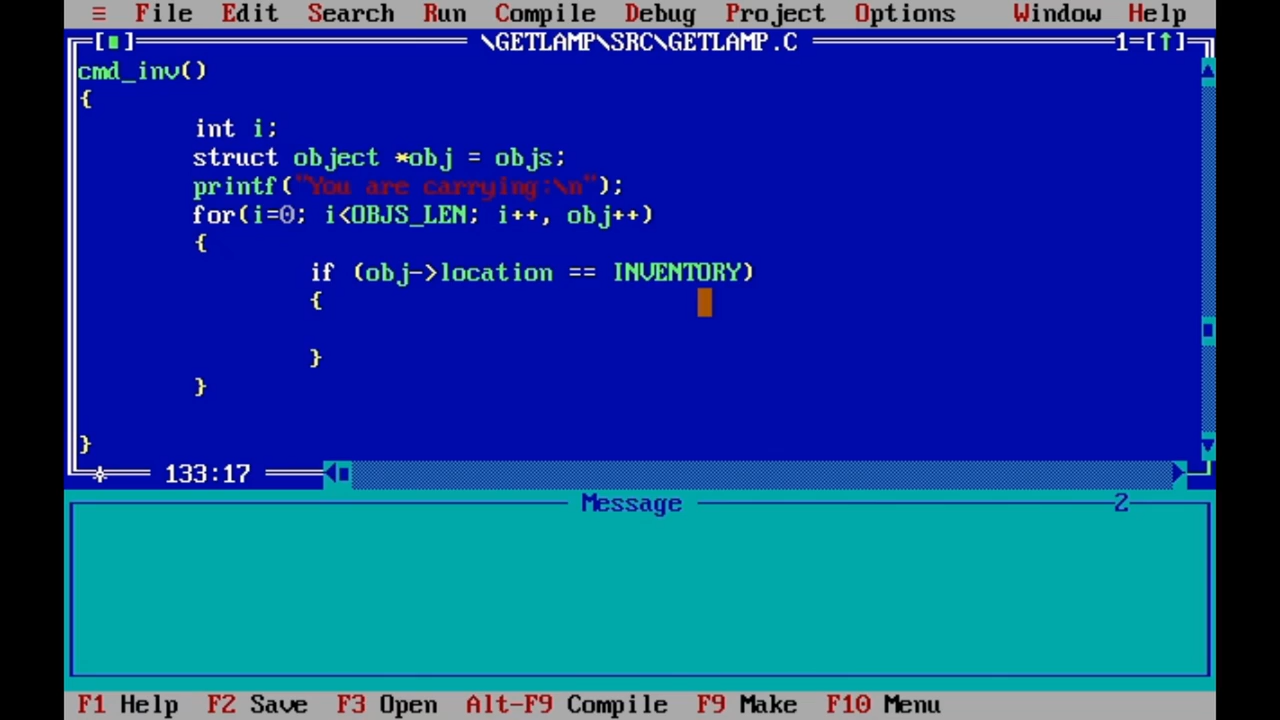 ≡ File Edit Search Run Compile Debug Project Options Window Help
[■] \GETLAMP\SRC\GETLAMP.C 1=[↑]
cmd_inv()
{
int i;
struct object *obj = objs;
printf("You are carrying:\n");
for(i=0; i<OBJS_LEN; i++, obj++)
{
if (obj->location == INVENTORY)
{
}
}
}
133:17
Message 2
F1 Help F2 Save F3 Open Alt-F9 Compile F9 Make F10 Menu